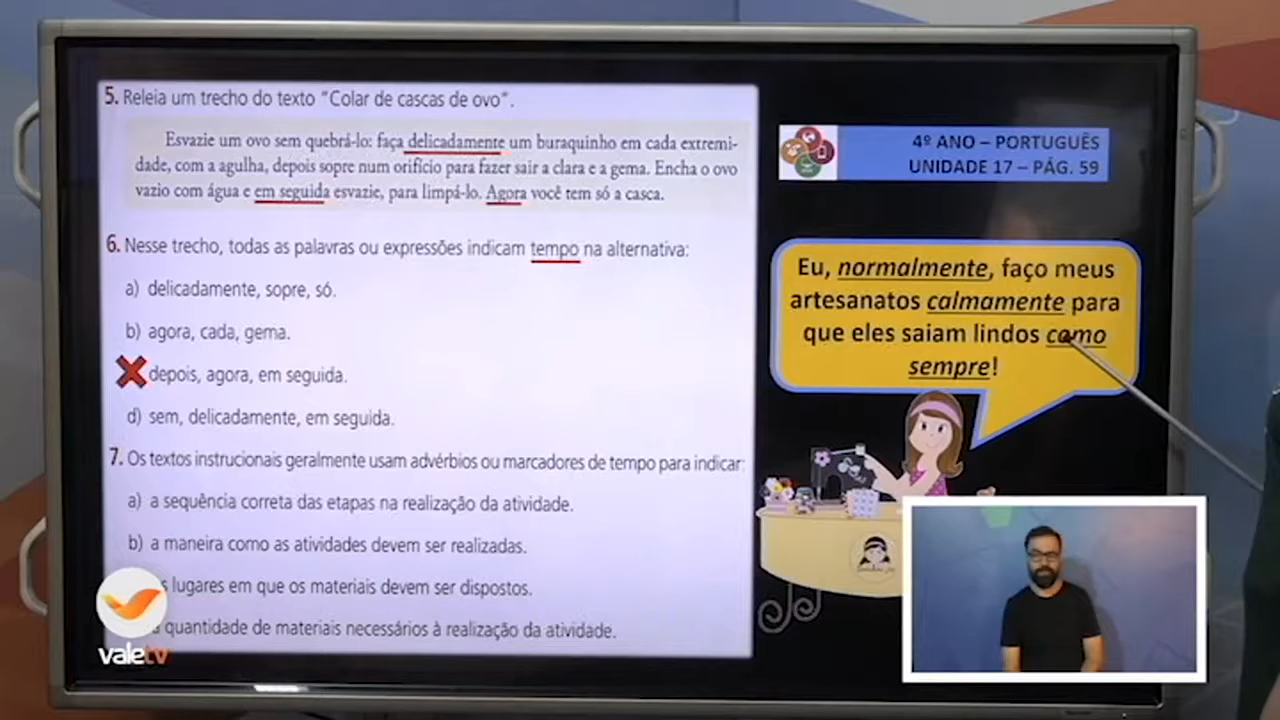 5. Releia um trecho do texto "Colar de cascas de ovo".
Esvazie um ovo sem quebrá-lo: faça delicadamente um buraquinho em cada extremi-
dade, com a agulha, depois sopre num orifício para fazer sair a clara e a gema. Encha o ovo
vazio com água e em seguida esvazie, para limpá-lo. Agora você tem só a casca.
6. Nesse trecho, todas as palavras ou expressões indicam tempo na alternativa:
a) delicadamente, sopre, só.
b) agora, cada, gema.
depois, agora, em seguida.
d) sem, delicadamente, em seguida.
7. Os textos instrucionais geralmente usam advérbios ou marcadores de tempo para indicar:
a) a sequência correta das etapas na realização da atividade.
b) a maneira como as atividades devem ser realizadas.
lugares em que os materiais devem ser dispostos.
quantidade de materiais necessários à realização da atividade.
valetv
4º ANO – PORTUGUÊS
UNIDADE 17 – PÁG. 59
Eu, normalmente, faço meus
artesanatos calmamente para
que eles saiam lindos como
sempre!